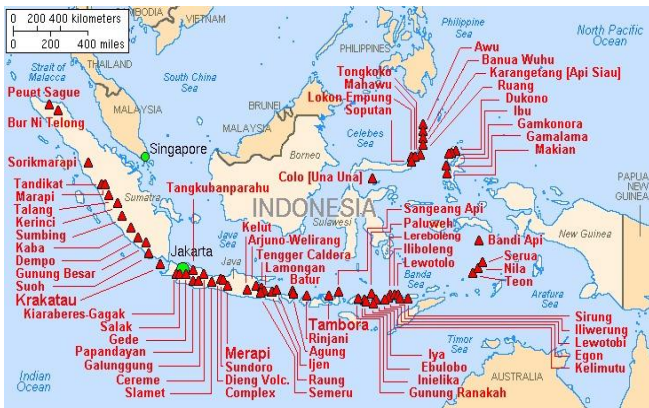 0 200 400 kilometers
0 200 400 miles
CAMBODIA
VIETNAM
THAILAND
Strait of
Malacca
South China
Sea
PHILIPPINES
Philippine
Sea
North Pacific
Ocean
MALAYSIA
BRUNEI
MALAYSIA
Celebes
Sea
Borneo
Singapore
Sumatra
INDONESIA
Sulawesi
PAPUA
NEW
GUINEA
New Guinea
Jakarta
Java
Sea
Java
Banda
Sea
Arafura
Sea
Timor
Sea
Indian
Ocean
AUSTRALIA
Peuet Sague
Bur Ni Telong
Sorikmarapi
Tandikat
Marapi
Talang
Kerinci
Sumbing
Kaba
Dempo
Gunung Besar
Suoh
Krakatau
Kiaraberes-Gagak
Salak
Gede
Papandayan
Galunggung
Cereme
Slamet
Tangkubanparahu
Merapi
Sundoro
Dieng Volc.
Complex
Kelut
Arjuno-Welirang
Tengger Caldera
Lamongan
Batur
Tambora
Rinjani
Agung
Ijen
Raung
Semeru
Colo [Una Una]
Tongkoko
Mahawu
Lokon-Empung
Soputan
Awu
Banua Wuhu
Karangetang [Api Siau]
Ruang
Dukono
Ibu
Gamkonora
Gamalama
Makian
Sangeang Api
Paluweh
Lereboleng
Iliboleng
Lewotolo
Bandi Api
Serua
Nila
Teon
Sirung
Iliwerung
Lewotobi
Egon
Kelimutu
Iya
Ebulobo
Inielika
Gunung Ranakah